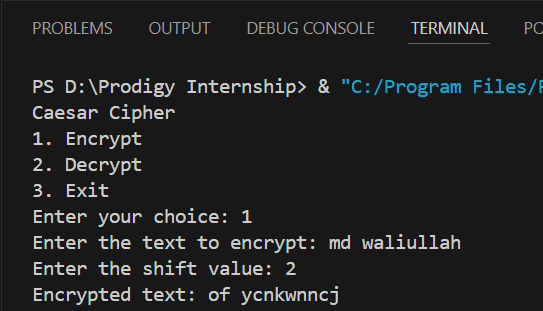 PROBLEMS OUTPUT DEBUG CONSOLE TERMINAL PO
PS D:\Prodigy Internship> & "C:/Program Files/
Caesar Cipher
1. Encrypt
2. Decrypt
3. Exit
Enter your choice: 1
Enter the text to encrypt: md waliullah
Enter the shift value: 2
Encrypted text: of ycnkwnncj